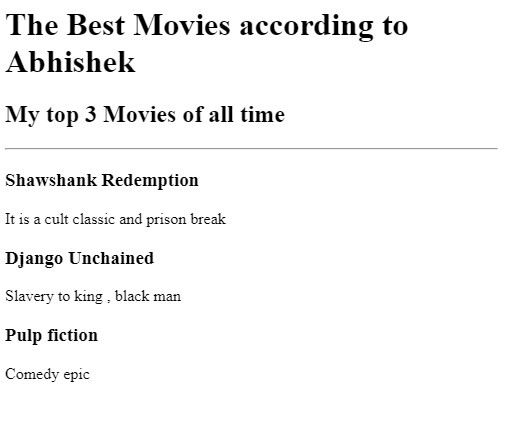 The Best Movies according to
Abhishek
My top 3 Movies of all time
Shawshank Redemption
It is a cult classic and prison break
Django Unchained
Slavery to king , black man
Pulp fiction
Comedy epic